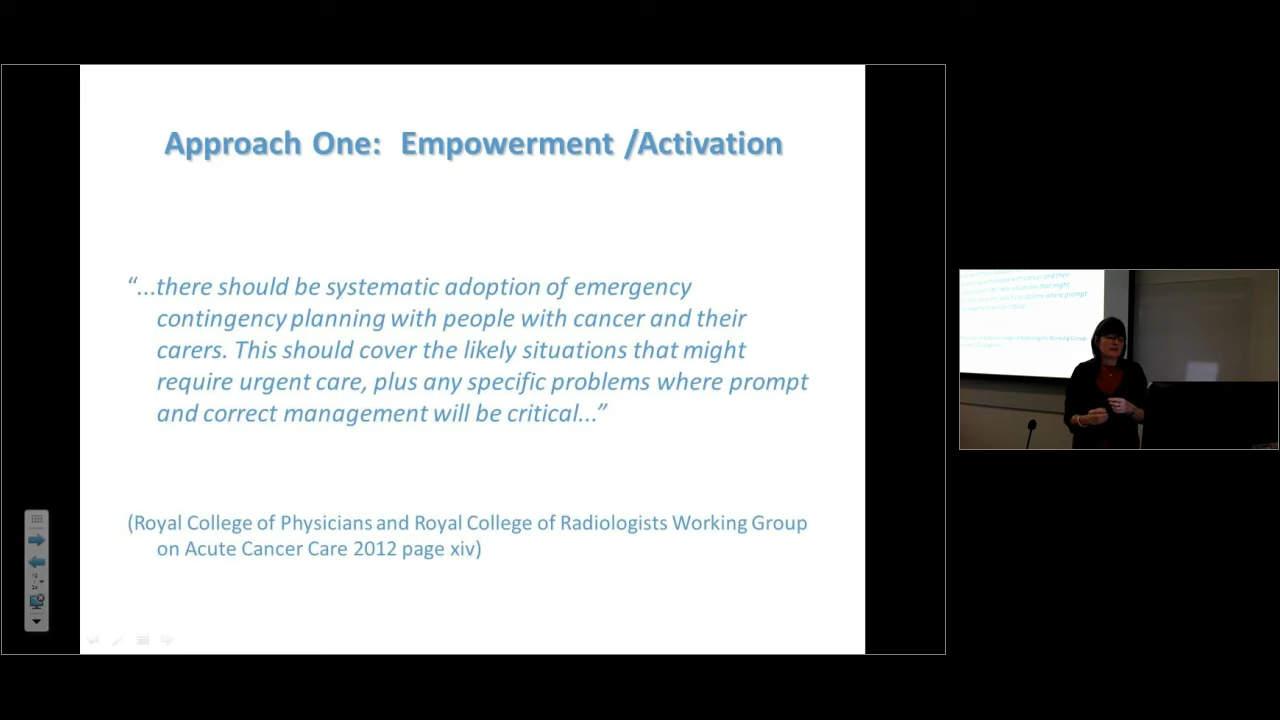 Approach One: Empowerment /Activation
“...there should be systematic adoption of emergency
contingency planning with people with cancer and their
carers. This should cover the likely situations that might
require urgent care, plus any specific problems where prompt
and correct management will be critical...”
(Royal College of Physicians and Royal College of Radiologists Working Group
on Acute Cancer Care 2012 page xiv)
12
/
24